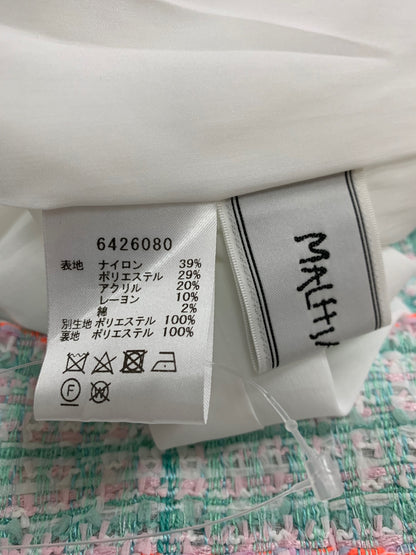 6426080
表地 ナイロン 39%
ポリエステル 29%
アクリル 20%
レーヨン 10%
綿 2%
別生地 ポリエステル 100%
裏地 ポリエステル 100%
F
W